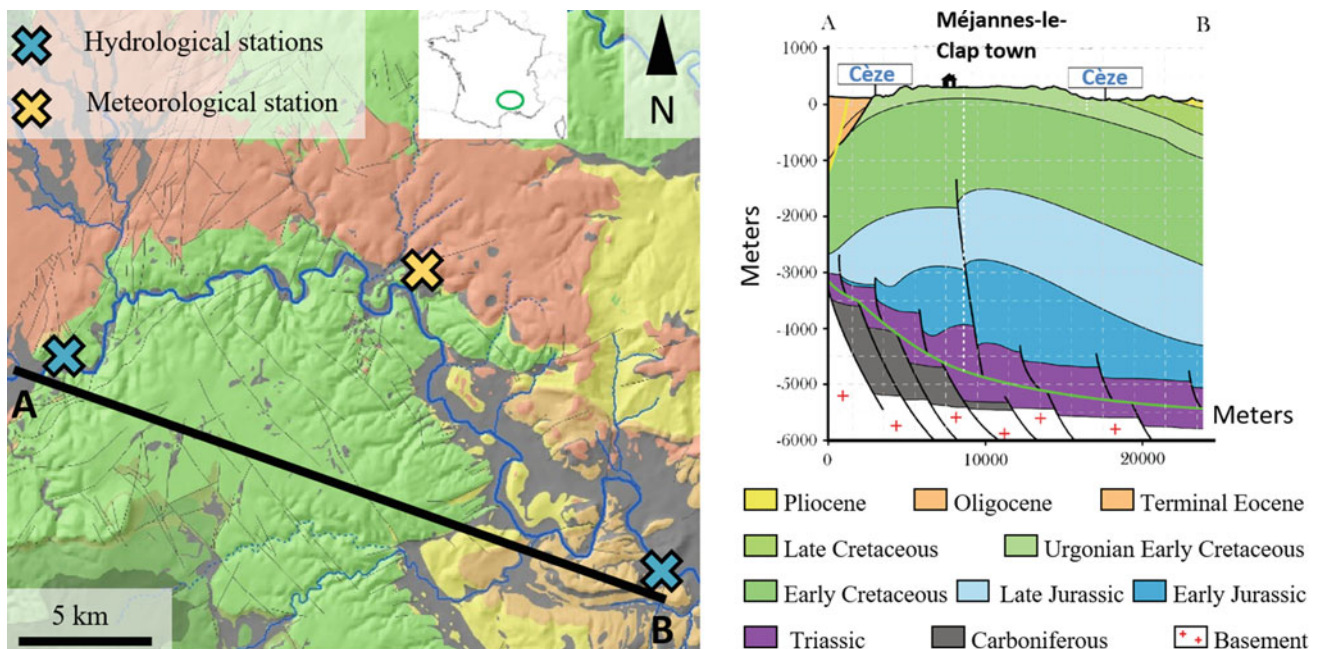 Hydrological stations
Meteorological station
N
A
B
5 km
A
Méjannes-le-
Clap town
B
Cèze
Cèze
1000
0
-1000
-2000
-3000
-4000
-5000
-6000
Meters
Meters
0
10000
20000
Pliocene
Oligocene
Terminal Eocene
Late Cretaceous
Urgonian Early Cretaceous
Early Cretaceous
Late Jurassic
Early Jurassic
Triassic
Carboniferous
Basement